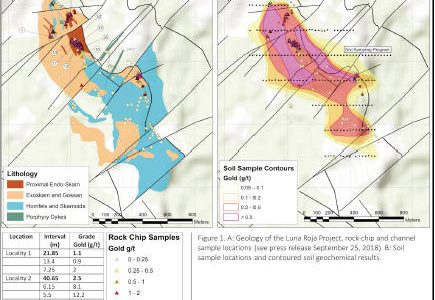 Soil Sampling Program
Lithology
Proximal Endo-Skarn
Exoskarn and Gossan
Hornfels and Skarnoids
Porphyry Dykes
Soil Sample Contours
Gold (g/t)
0.05 - 0.1
0.1 - 0.2
0.2 - 0.5
> 0.5
0 100 200 400 600 800
Meters
0 100 200 400 600 800
Meters
Location Interval (m) Grade Gold (g/t)
Locality 1 21.85 1.1
13.4 0.9
7.25 2
Locality 2 40.65 2.5
6.15 8.1
5.5 12.2
Rock Chip Samples
Gold g/t
0 - 0.25
0.25 - 0.5
0.5 - 1
1 - 2
Figure 1. A: Geology of the Luna Roja Project, rock-chip and channel
sample locations (see press release September 25, 2018). B: Soil
sample locations and contoured soil geochemical results.